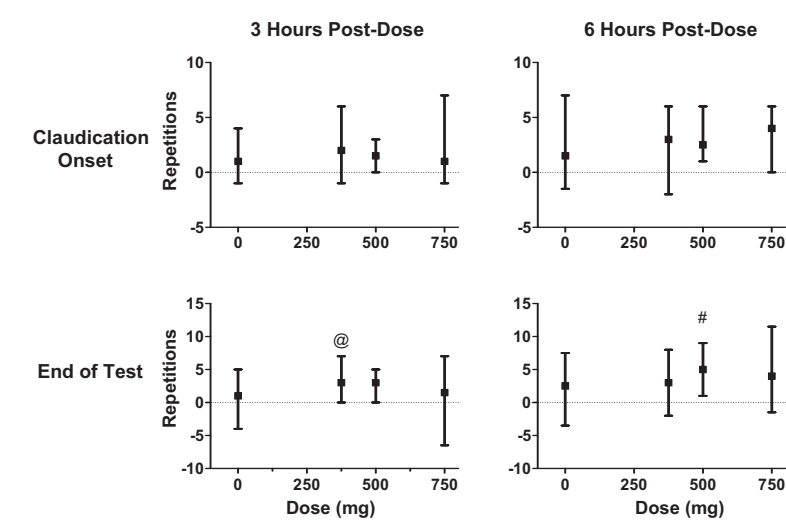 3 Hours Post-Dose
6 Hours Post-Dose
Claudication
Onset
Repetitions
10
5
0
-5
0 250 500 750
10
5
0
-5
0 250 500 750
End of Test
Repetitions
15
10
5
0
-5
-10
@
0 250 500 750
Dose (mg)
15
10
5
0
-5
-10
#
0 250 500 750
Dose (mg)